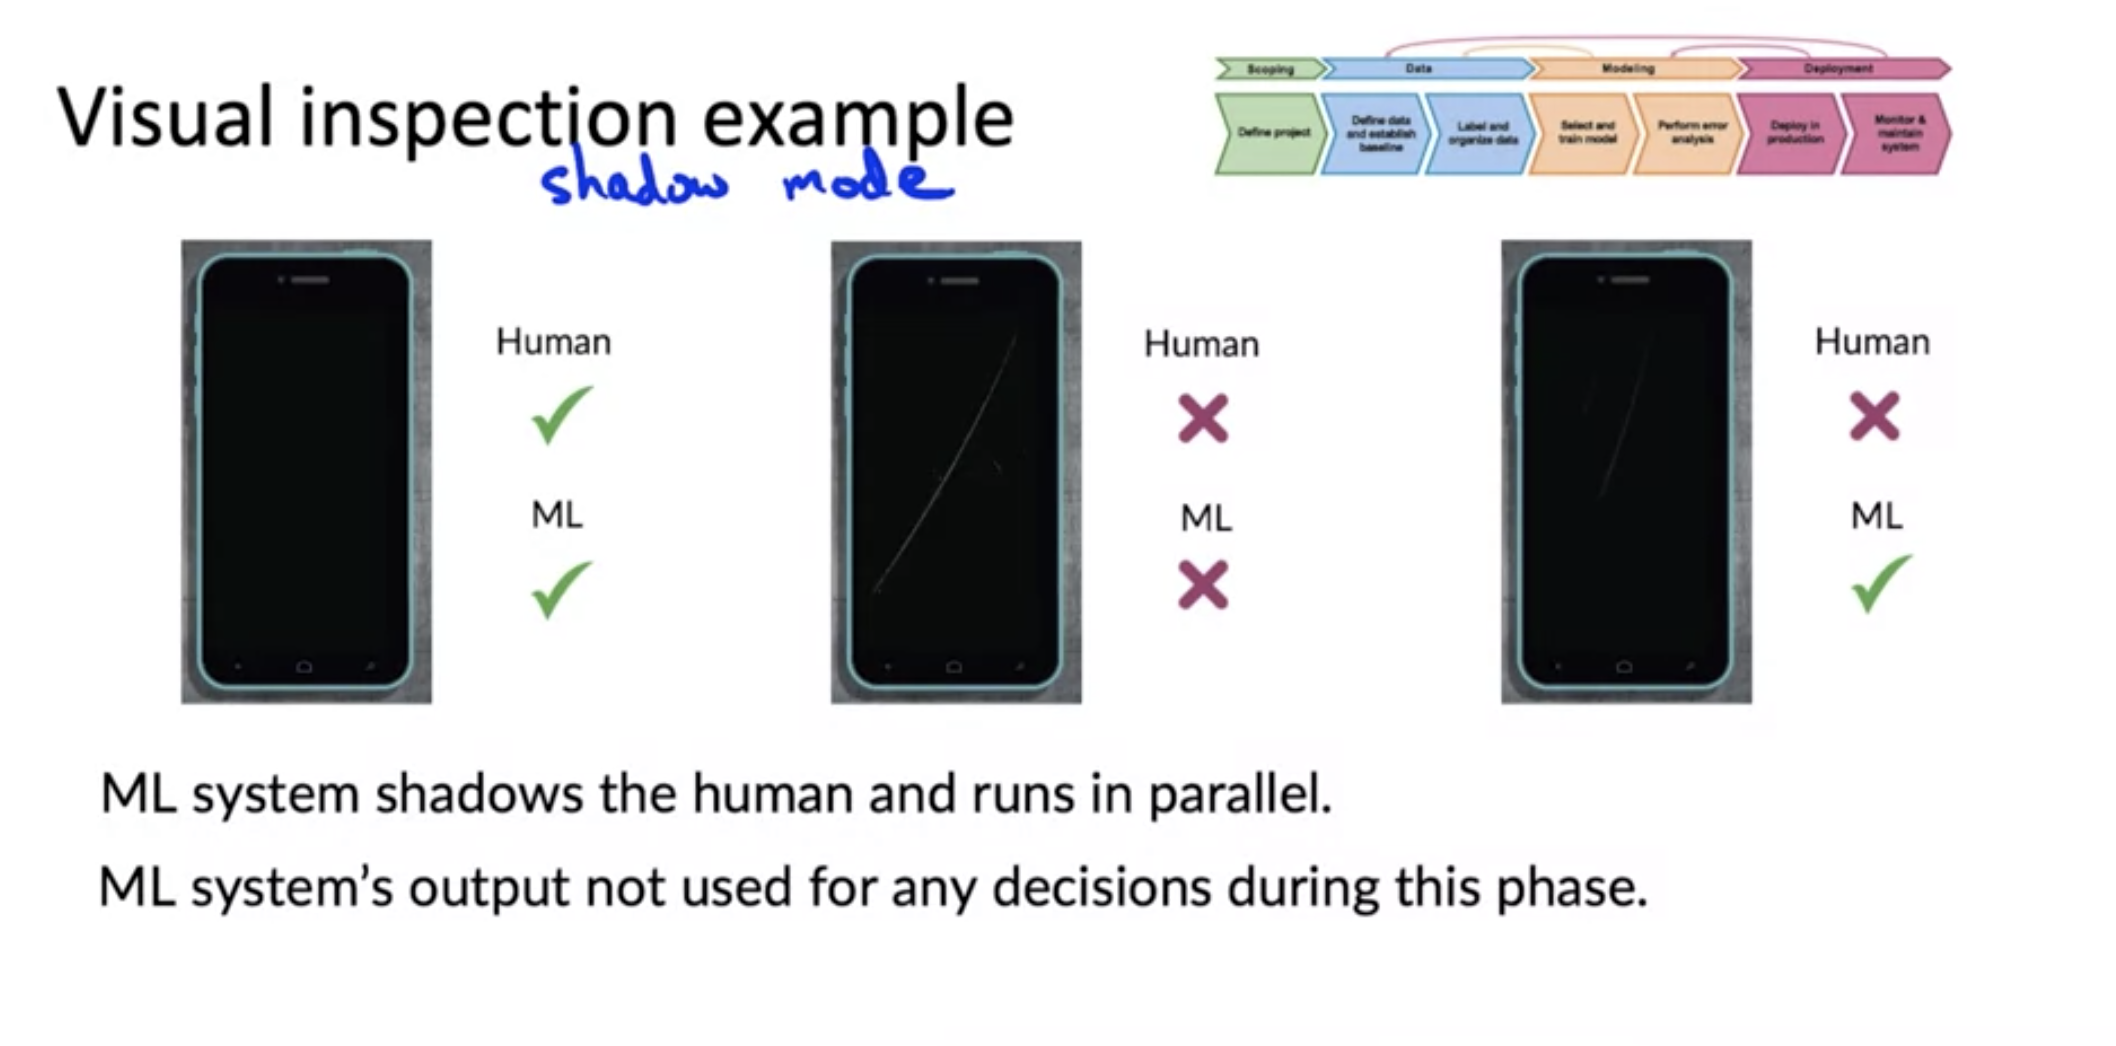 Visual inspection example
shadow mode
Scoping
Data
Modeling
Deployment
Define project
Define data
and establish
baseline
Label and
organize data
Select and
train model
Perform error
analysis
Deploy in
production
Monitor &
maintain
system
Human
ML
Human
ML
Human
ML
ML system shadows the human and runs in parallel.
ML system’s output not used for any decisions during this phase.